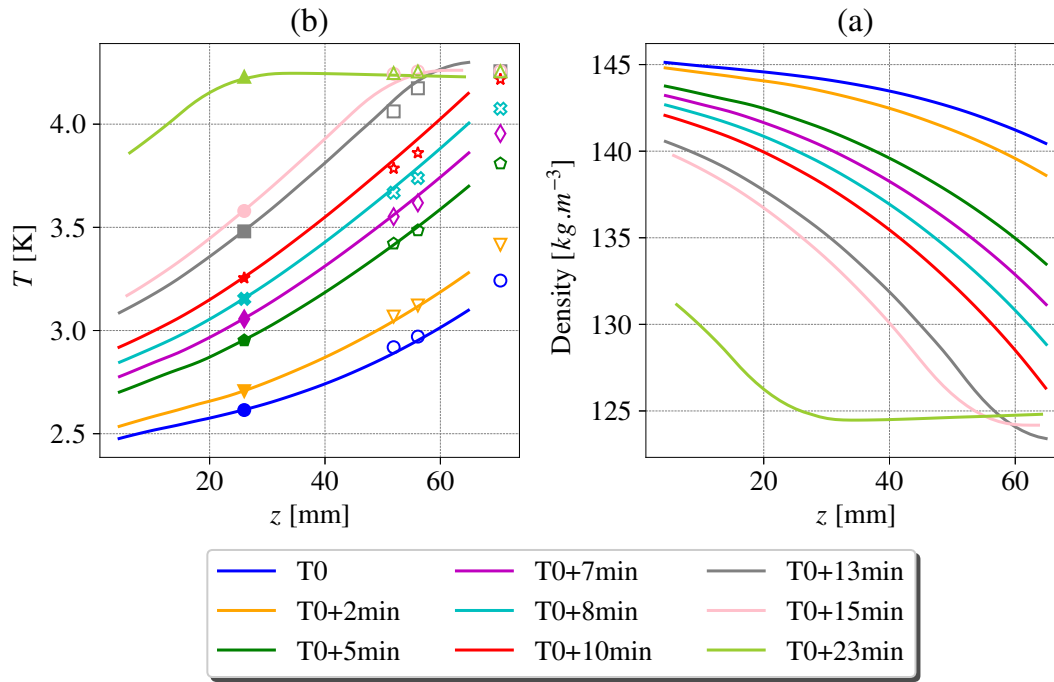 (b)
(a)
4.0
3.5
3.0
2.5
T [K]
20
40
60
z [mm]
145
140
135
130
125
Density [kg.m⁻³]
20
40
60
z [mm]
T0
T0+2min
T0+5min
T0+7min
T0+8min
T0+10min
T0+13min
T0+15min
T0+23min